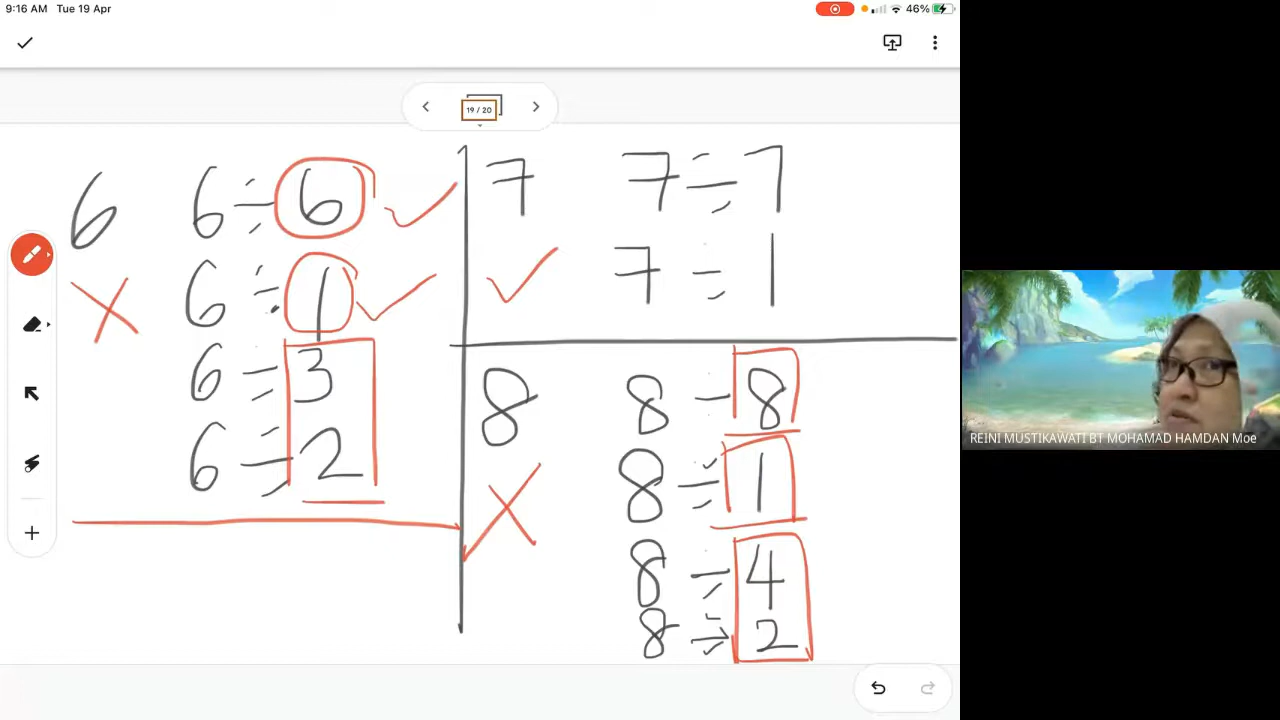 9:16 AM Tue 19 Apr
46%
19 / 20
6 6 ÷ 6 ✓
X 6 ÷ 1 ✓
6 ÷ 3
6 ÷ 2
7 7 ÷ 7
✓ 7 ÷ 1
8 8 ÷ 8
X 8 ÷ 1
8 ÷ 4
8 ÷ 2
REINI MUSTIKAWATI BT MOHAMAD HAMDAN Moe